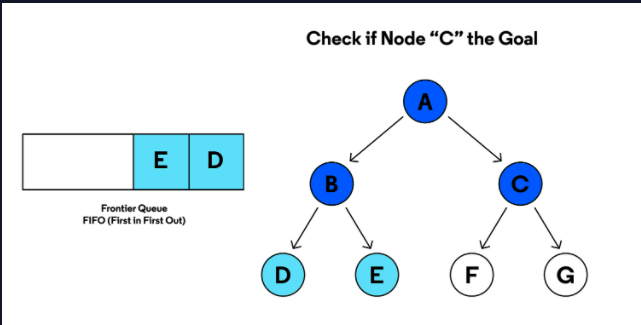 Check if Node “C” the Goal
A
E D
B C
Frontier Queue
FIFO (First in First Out)
D E F G